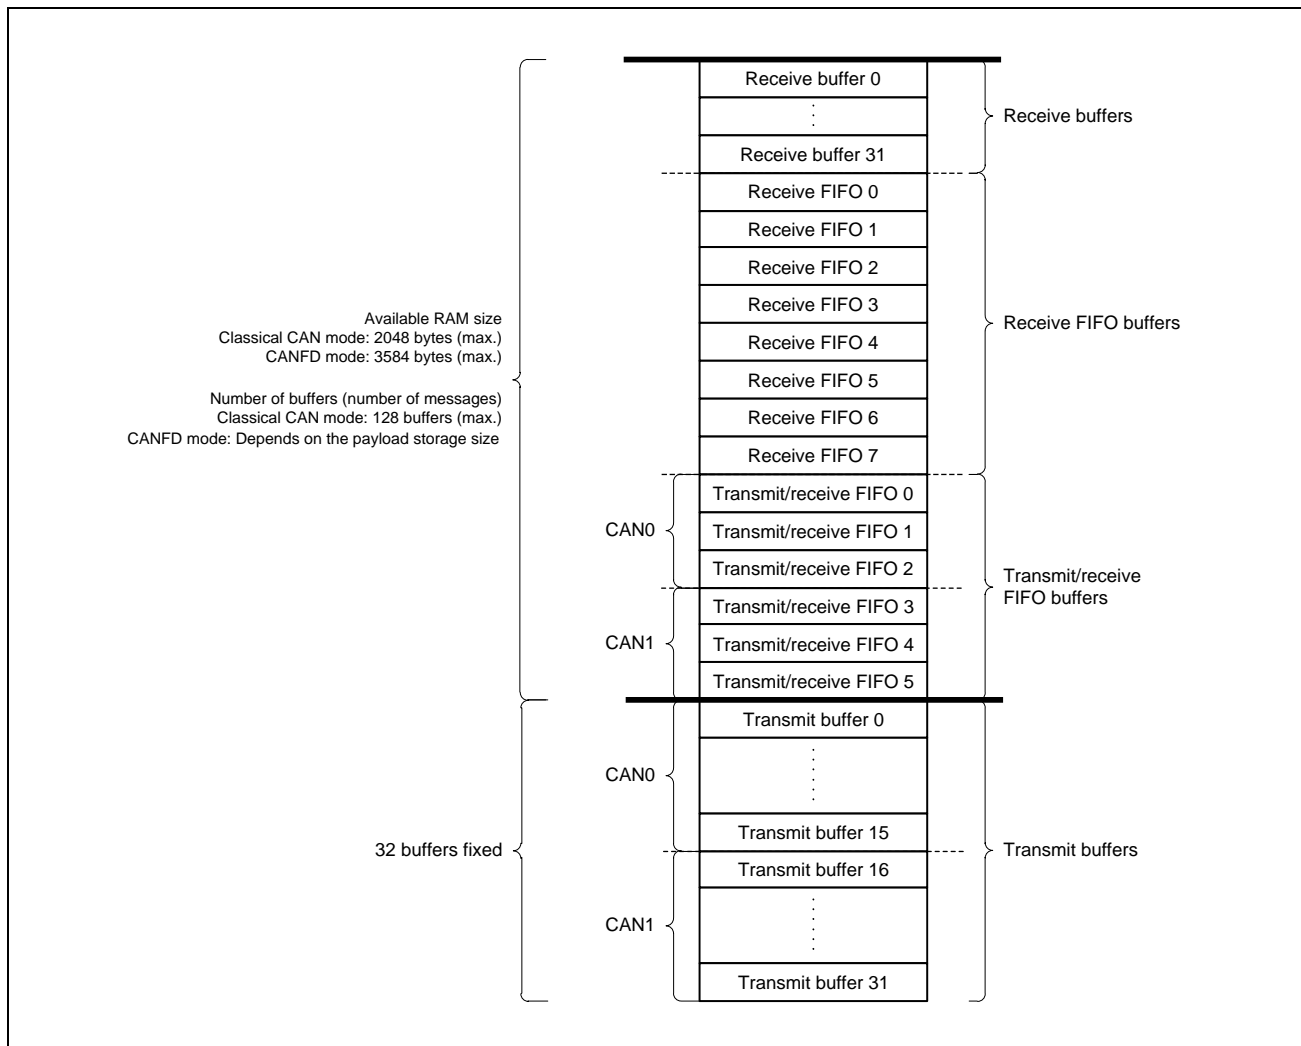 Receive buffer 0
Receive buffers
Receive buffer 31
Receive FIFO 0
Receive FIFO 1
Receive FIFO 2
Receive FIFO 3
Receive FIFO 4
Receive FIFO 5
Receive FIFO 6
Receive FIFO 7
Receive FIFO buffers
Available RAM size
Classical CAN mode: 2048 bytes (max.)
CANFD mode: 3584 bytes (max.)
Number of buffers (number of messages)
Classical CAN mode: 128 buffers (max.)
CANFD mode: Depends on the payload storage size
CAN0
Transmit/receive FIFO 0
Transmit/receive FIFO 1
Transmit/receive FIFO 2
CAN1
Transmit/receive FIFO 3
Transmit/receive FIFO 4
Transmit/receive FIFO 5
Transmit/receive
FIFO buffers
Transmit buffer 0
CAN0
Transmit buffer 15
32 buffers fixed
Transmit buffers
Transmit buffer 16
CAN1
Transmit buffer 31